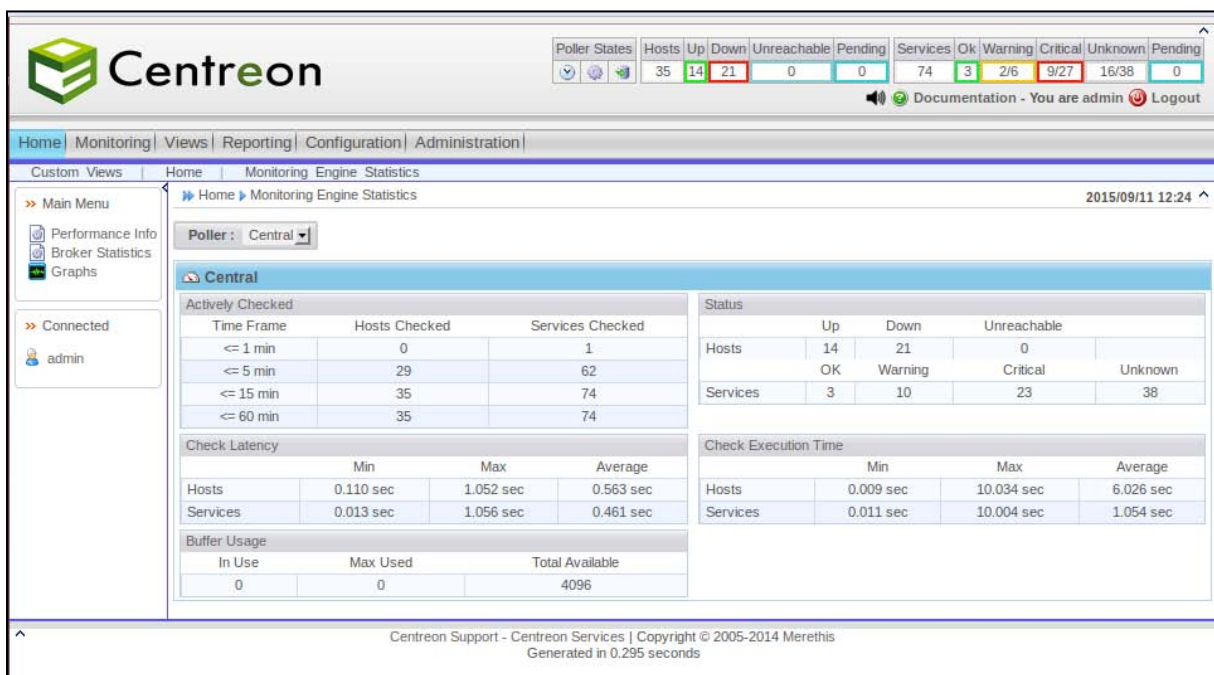 Centreon
Poller States Hosts Up Down Unreachable Pending Services Ok Warning Critical Unknown Pending
35 14 21 0 0 74 3 2/6 9/27 16/38 0
Documentation - You are admin Logout
Home Monitoring Views Reporting Configuration Administration
Custom Views | Home | Monitoring Engine Statistics
Main Menu
Performance Info
Broker Statistics
Graphs
Connected
admin
Home Monitoring Engine Statistics 2015/09/11 12:24
Poller : Central
Central
Actively Checked
Time Frame Hosts Checked Services Checked
<= 1 min 0 1
<= 5 min 29 62
<= 15 min 35 74
<= 60 min 35 74
Status
Up Down Unreachable
Hosts 14 21 0
OK Warning Critical Unknown
Services 3 10 23 38
Check Latency
Min Max Average
Hosts 0.110 sec 1.052 sec 0.563 sec
Services 0.013 sec 1.056 sec 0.461 sec
Check Execution Time
Min Max Average
Hosts 0.009 sec 10.034 sec 6.026 sec
Services 0.011 sec 10.004 sec 1.054 sec
Buffer Usage
In Use Max Used Total Available
0 0 4096
Centreon Support - Centreon Services | Copyright © 2005-2014 Merethis
Generated in 0.295 seconds